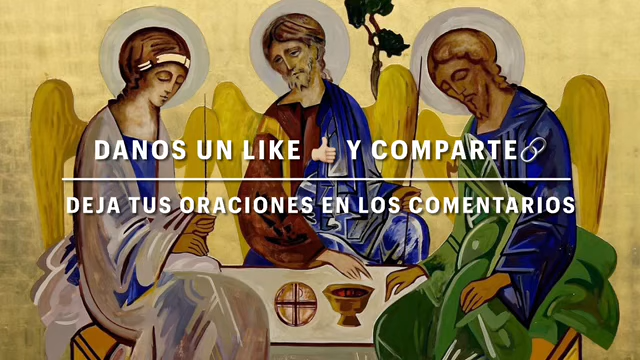 DANOS UN LIKE 👍🏻 Y COMPARTE🔗
DEJA TUS ORACIONES EN LOS COMENTARIOS